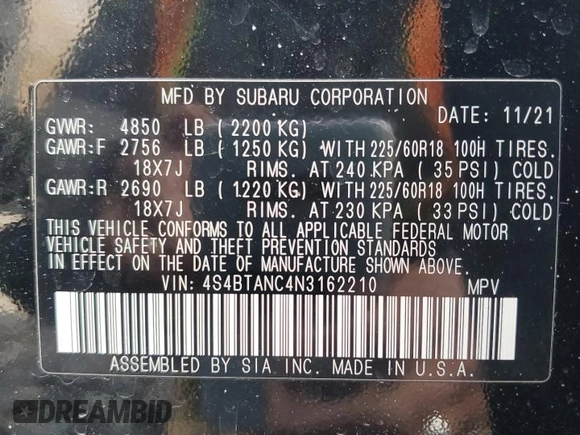 MFD BY SUBARU CORPORATION
DATE: 11/21
GVWR: 4850 LB (2200 KG)
GAWR:F 2756 LB (1250 KG) WITH 225/60R18 100H TIRES.
18X7J RIMS. AT 240 KPA (35 PSI) COLD
GAWR:R 2690 LB (1220 KG) WITH 225/60R18 100H TIRES.
18X7J RIMS. AT 230 KPA (33 PSI) COLD
THIS VEHICLE CONFORMS TO ALL APPLICABLE FEDERAL MOTOR
VEHICLE SAFETY AND THEFT PREVENTION STANDARDS
IN EFFECT ON THE DATE OF MANUFACTURE SHOWN ABOVE.
VIN: 4S4BTANC4N3162210 MPV
ASSEMBLED BY SIA INC. MADE IN U.S.A.
DREAMBID